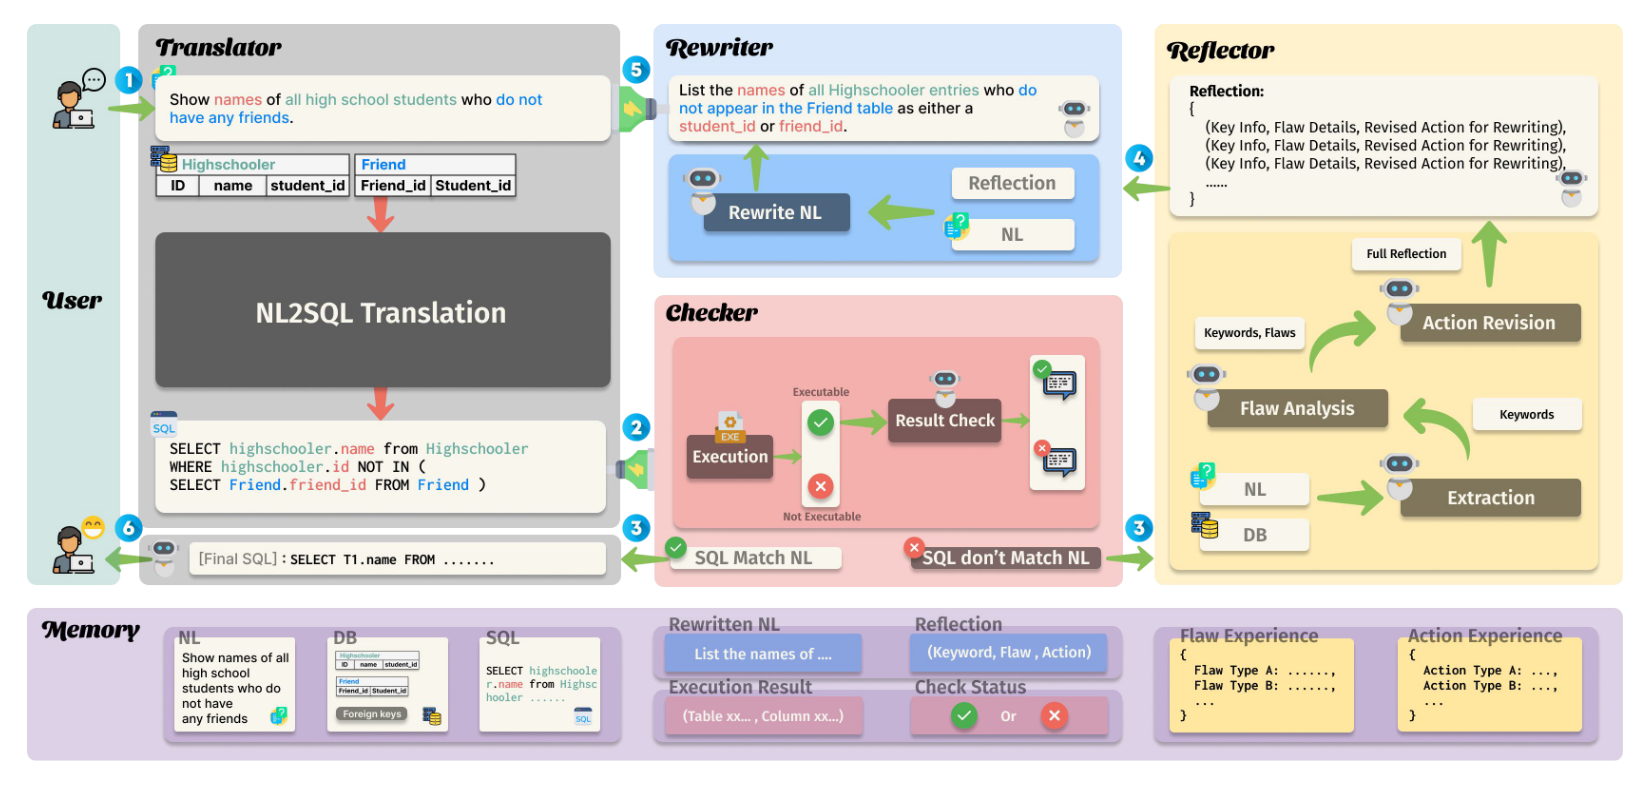 User
Translator
1
Show names of all high school students who do not
have any friends.
Highschooler
ID name student_id
Friend
Friend_id Student_id
NL2SQL Translation
SQL
SELECT highschooler.name from Highschooler
WHERE highschooler.id NOT IN (
SELECT Friend.friend_id FROM Friend )
6
[Final SQL] : SELECT T1.name FROM .......
5
Rewriter
List the names of all Highschooler entries who do
not appear in the Friend table as either a
student_id or friend_id.
Rewrite NL
Reflection
NL
2
Checker
EXE
Execution
Executable
Not Executable
Result Check
3
SQL Match NL
SQL don't Match NL
3
4
Reflector
Reflection:
{
(Key Info, Flaw Details, Revised Action for Rewriting),
(Key Info, Flaw Details, Revised Action for Rewriting),
(Key Info, Flaw Details, Revised Action for Rewriting),
......
}
Full Reflection
Action Revision
Keywords, Flaws
Flaw Analysis
Keywords
NL
DB
Extraction
Memory
NL
Show names of all
high school
students who do
not have
any friends
DB
Highschooler
ID name student_id
Friend
Friend_id Student_id
Foreign keys
SQL
SELECT highschoole
r.name from Highsc
hooler ......
SQL
Rewritten NL
List the names of ....
Reflection
(Keyword, Flaw , Action)
Execution Result
(Table xx... , Column xx...)
Check Status
Or
Flaw Experience
{
Flaw Type A: ......,
Flaw Type B: ......,
...
}
Action Experience
{
Action Type A: ...,
Action Type B: ...,
...
}